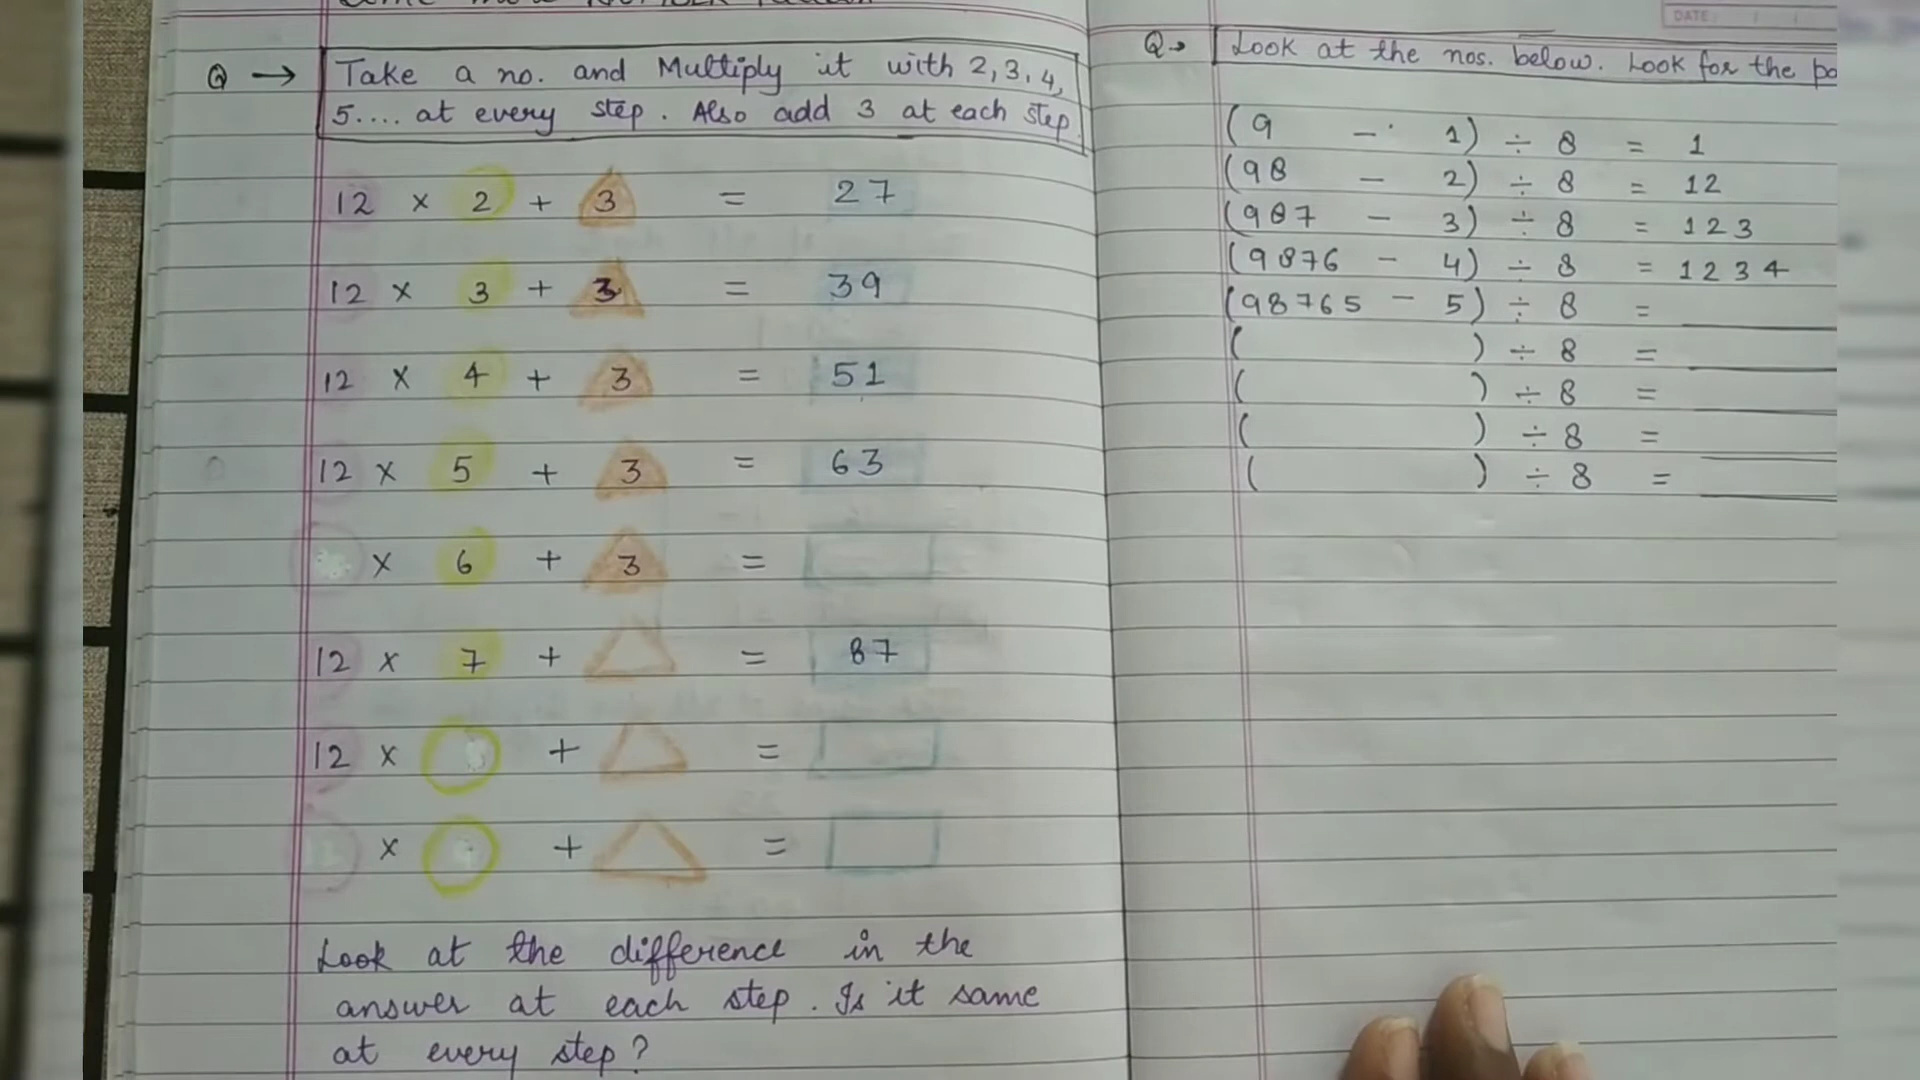 Q → Take a no. and Multiply it with 2, 3, 4,
5.... at every step. Also add 3 at each step.
12 × 2 + 3 = 27
12 × 3 + 3 = 39
12 × 4 + 3 = 51
12 × 5 + 3 = 63
× 6 + 3 =
12 × 7 + = 87
12 × + =
× + =
Look at the difference in the
answer at each step. Is it same
at every step?
DATE: / /
Q→ Look at the nos. below. Look for the
(9 - 1) ÷ 8 = 1
(98 - 2) ÷ 8 = 12
(987 - 3) ÷ 8 = 123
(9876 - 4) ÷ 8 = 1234
(98765 - 5) ÷ 8 =
( ) ÷ 8 =
( ) ÷ 8 =
( ) ÷ 8 =
( ) ÷ 8 =